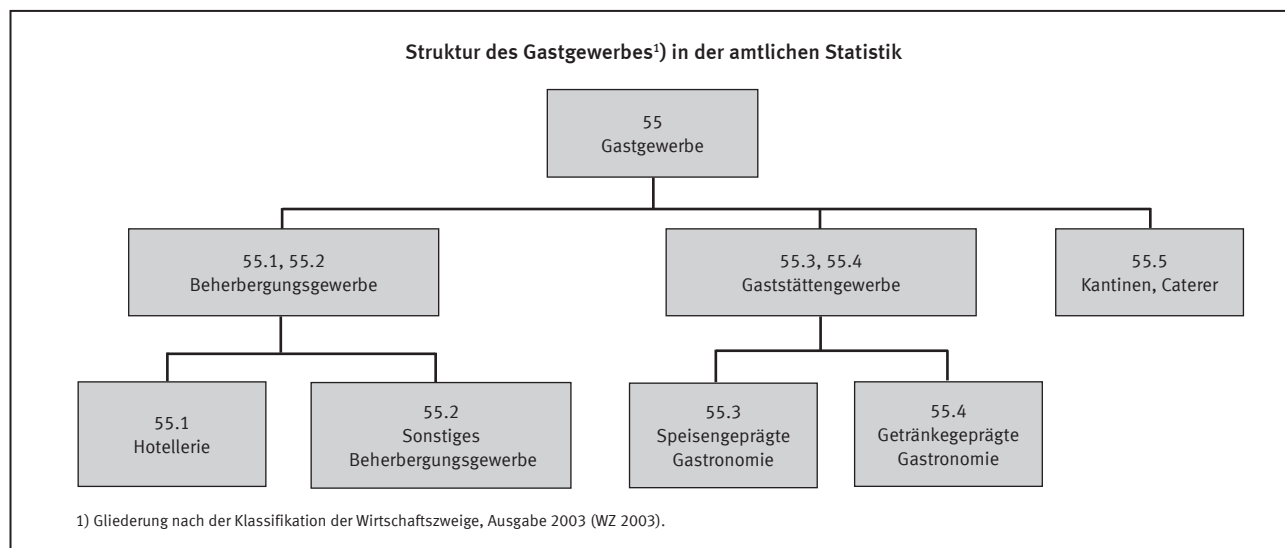 Struktur des Gastgewerbes¹) in der amtlichen Statistik
55
Gastgewerbe
55.1, 55.2
Beherbergungsgewerbe
55.3, 55.4
Gaststättengewerbe
55.5
Kantinen, Caterer
55.1
Hotellerie
55.2
Sonstiges
Beherbergungsgewerbe
55.3
Speisengeprägte
Gastronomie
55.4
Getränkegeprägte
Gastronomie
1) Gliederung nach der Klassifikation der Wirtschaftszweige, Ausgabe 2003 (WZ 2003).